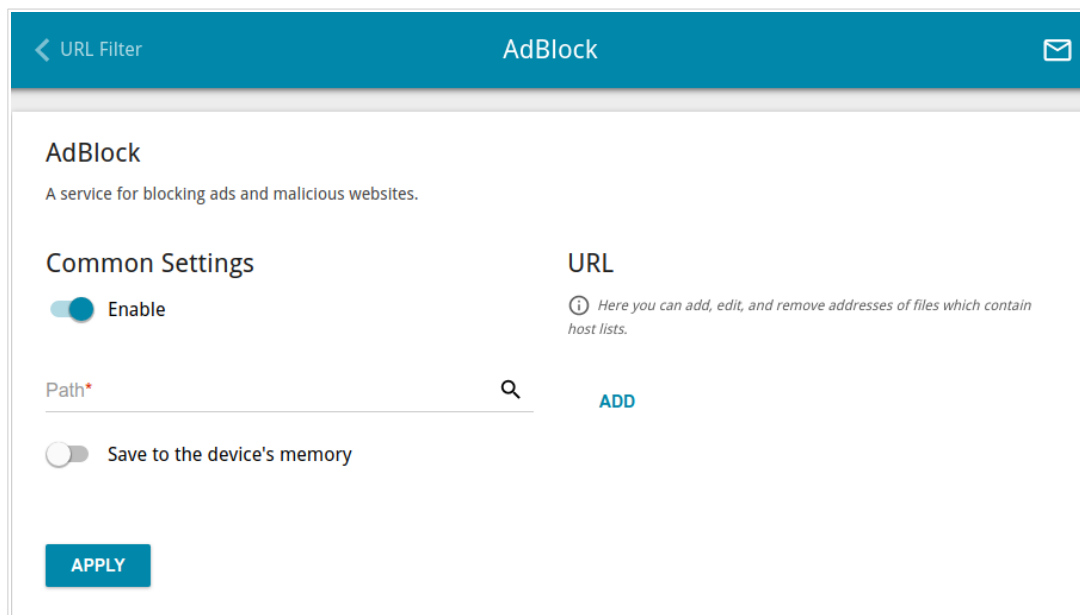 URL Filter
AdBlock
AdBlock
A service for blocking ads and malicious websites.
Common Settings
Enable
Path*
Save to the device's memory
APPLY
URL
Here you can add, edit, and remove addresses of files which contain
host lists.
ADD